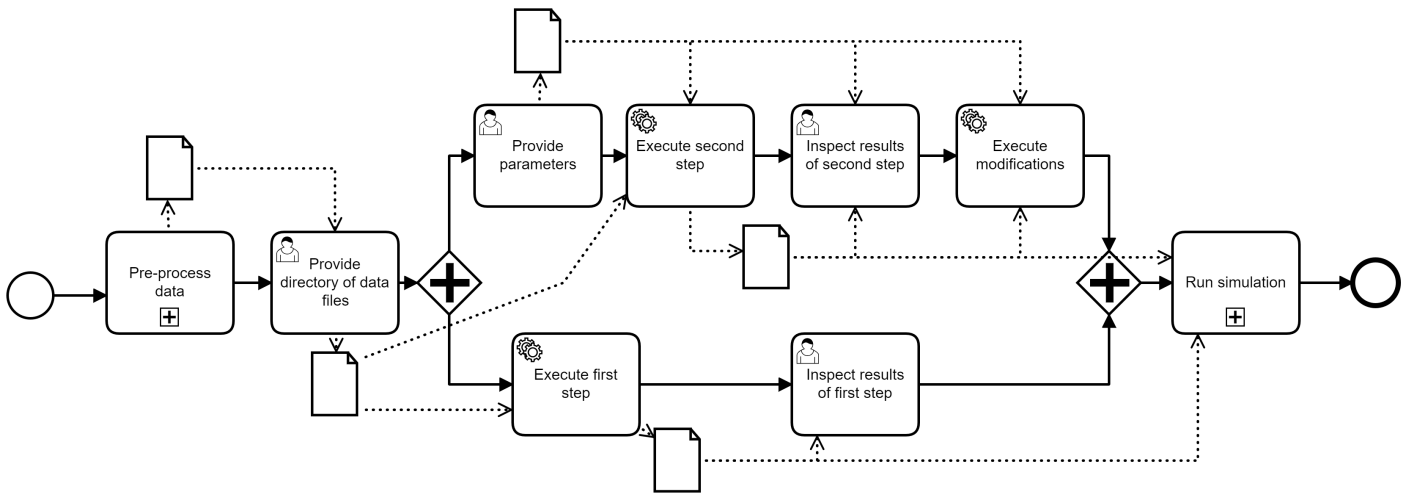 Provide
parameters
Execute second
step
Inspect results
of second step
Execute
modifications
Pre-process
data
Provide
directory of data
files
Run simulation
Execute first
step
Inspect results
of first step